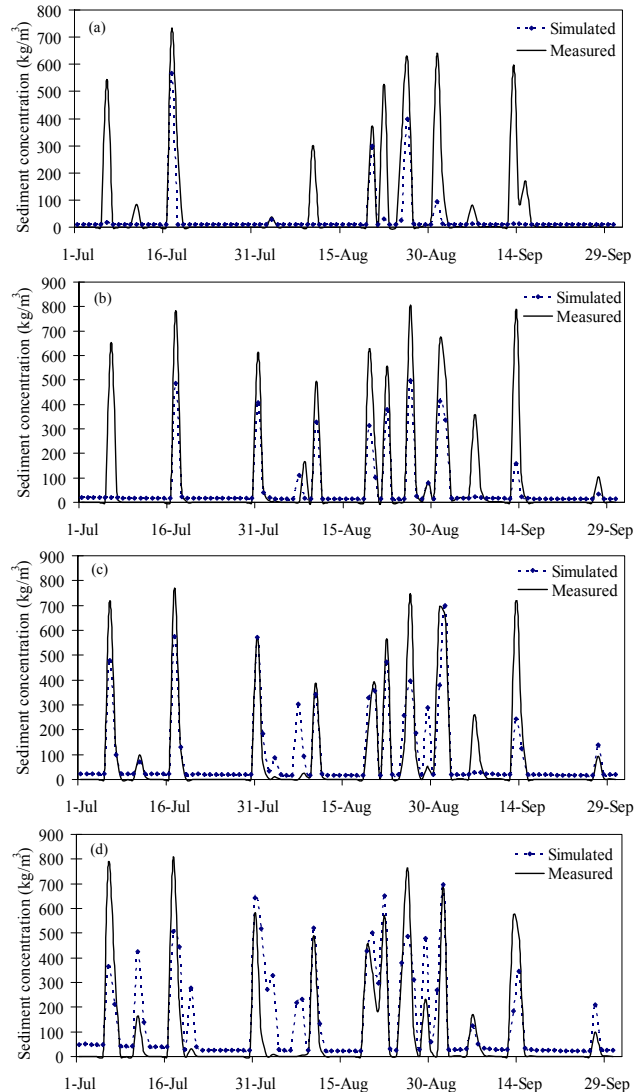 Sediment concentration (kg/m³)
(a)
Simulated
Measured
800
700
600
500
400
300
200
100
0
1-Jul 16-Jul 31-Jul 15-Aug 30-Aug 14-Sep 29-Sep
Sediment concentration (kg/m³)
(b)
Simulated
Measured
900
800
700
600
500
400
300
200
100
0
1-Jul 16-Jul 31-Jul 15-Aug 30-Aug 14-Sep 29-Sep
Sediment concentration (kg/m³)
(c)
Simulated
Measured
900
800
700
600
500
400
300
200
100
0
1-Jul 16-Jul 31-Jul 15-Aug 30-Aug 14-Sep 29-Sep
Sediment concentration (kg/m³)
(d)
Simulated
Measured
900
800
700
600
500
400
300
200
100
0
1-Jul 16-Jul 31-Jul 15-Aug 30-Aug 14-Sep 29-Sep